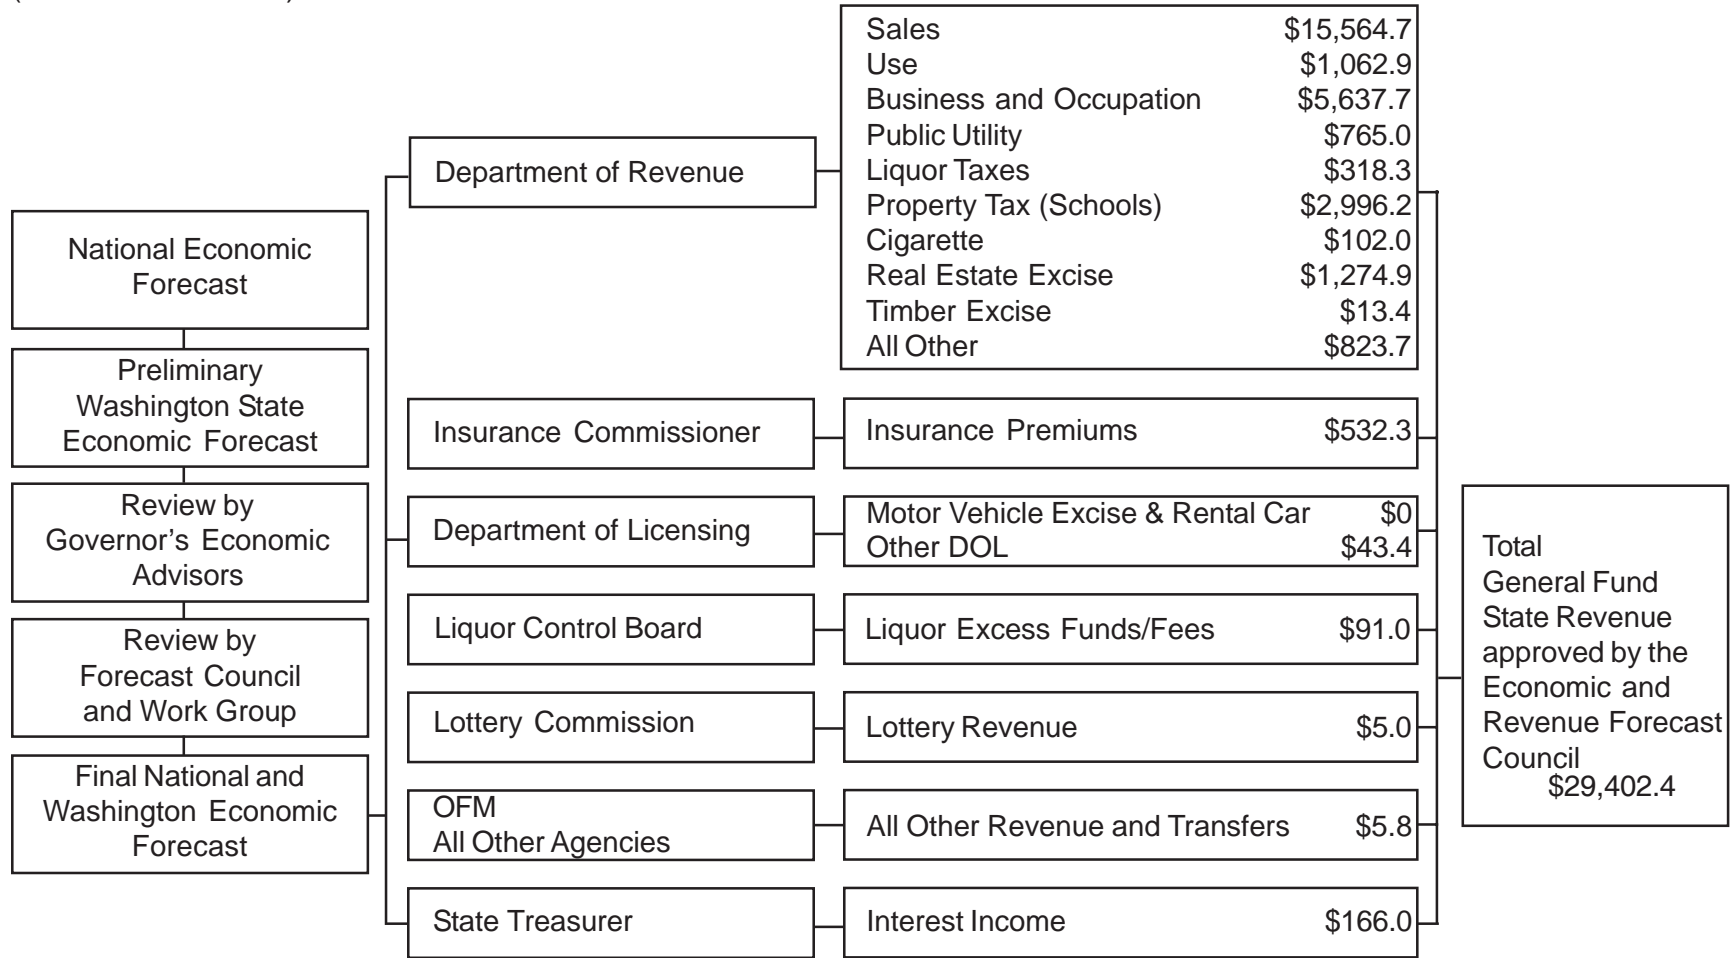 National Economic
Forecast
Preliminary
Washington State
Economic Forecast
Review by
Governor’s Economic
Advisors
Review by
Forecast Council
and Work Group
Final National and
Washington Economic
Forecast
Department of Revenue
Sales $15,564.7
Use $1,062.9
Business and Occupation $5,637.7
Public Utility $765.0
Liquor Taxes $318.3
Property Tax (Schools) $2,996.2
Cigarette $102.0
Real Estate Excise $1,274.9
Timber Excise $13.4
All Other $823.7
Insurance Commissioner
Insurance Premiums $532.3
Department of Licensing
Motor Vehicle Excise & Rental Car $0
Other DOL $43.4
Liquor Control Board
Liquor Excess Funds/Fees $91.0
Lottery Commission
Lottery Revenue $5.0
OFM
All Other Agencies
All Other Revenue and Transfers $5.8
State Treasurer
Interest Income $166.0
Total
General Fund
State Revenue
approved by the
Economic and
Revenue Forecast
Council
$29,402.4